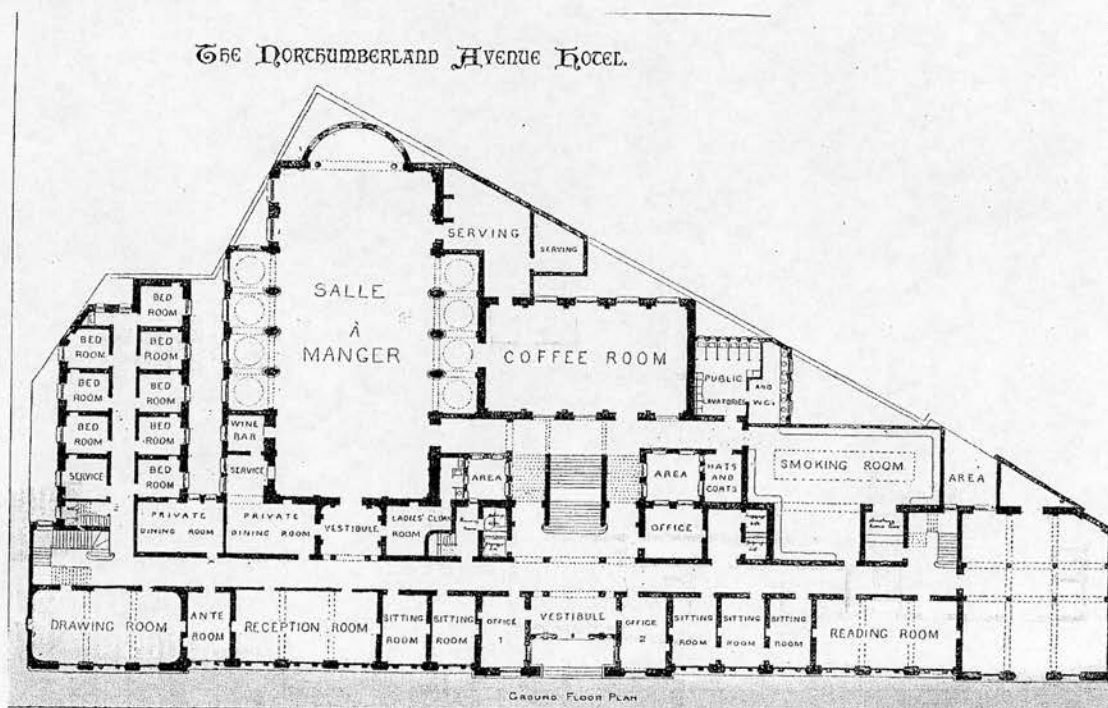 THE NORTHUMBERLAND AVENUE HOTEL.
SERVING
SERVING
SALLE
À
MANGER
BED
ROOM
BED
ROOM
BED
ROOM
BED
ROOM
BED
ROOM
BED
ROOM
BED
ROOM
BED
ROOM
COFFEE ROOM
PUBLIC
AND
LAVATORIES
W.C.s
WINE
BAR
SERVICE
SERVICE
AREA
AREA
HATS
AND
COATS
SMOKING ROOM
AREA
PRIVATE
DINING ROOM
PRIVATE
DINING ROOM
VESTIBULE
LADIES' CLOAK
ROOM
OFFICE
DRAWING ROOM
ANTE
ROOM
RECEPTION ROOM
SITTING
ROOM
SITTING
ROOM
OFFICE
1
VESTIBULE
OFFICE
2
SITTING
ROOM
SITTING
ROOM
SITTING
ROOM
READING ROOM
GROUND FLOOR PLAN